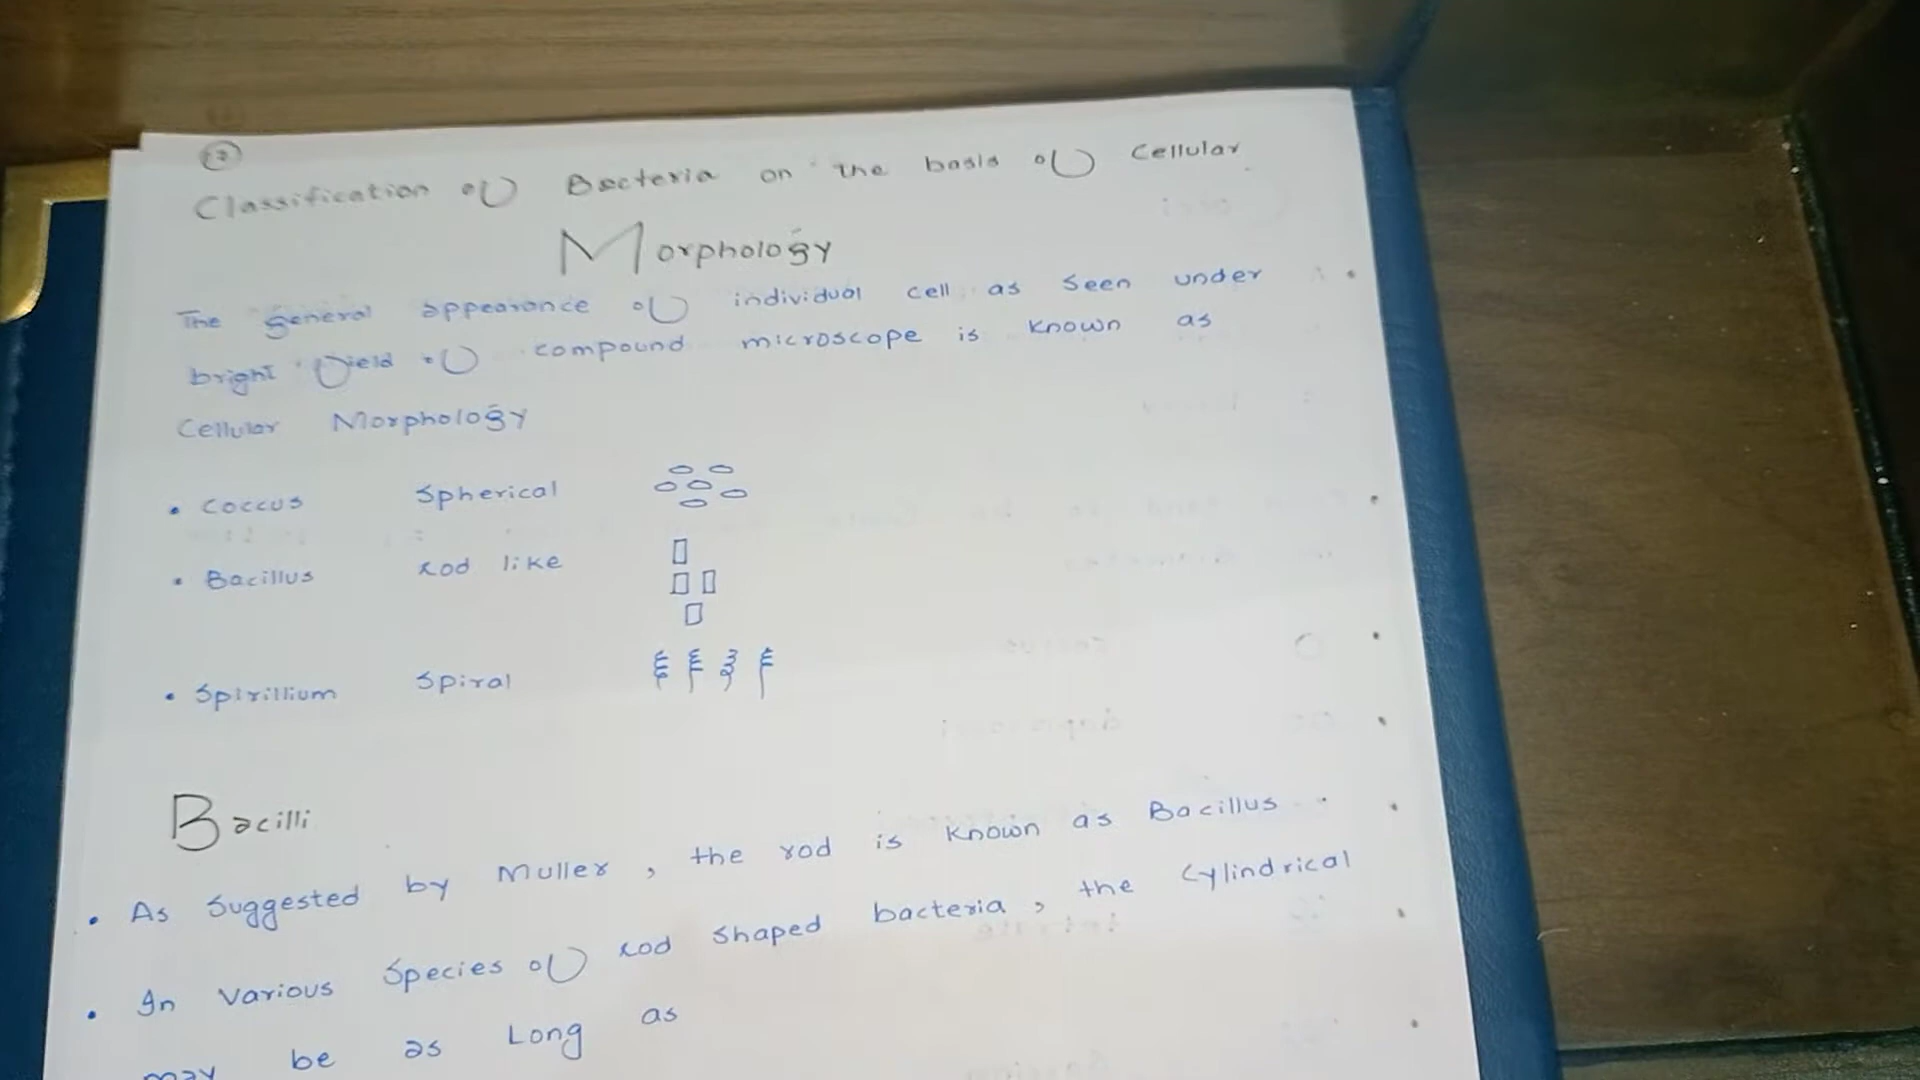 Classification of Bacteria on the basis of Cellular
Morphology
The general appearance of individual cell as seen under
bright field of compound microscope is known as
Cellular Morphology
• Coccus Spherical
• Bacillus rod like
• Spirillium Spiral
Bacilli
• As suggested by Muller, the rod is known as Bacillus.
• In various species of rod shaped bacteria, the cylindrical
may be as long as